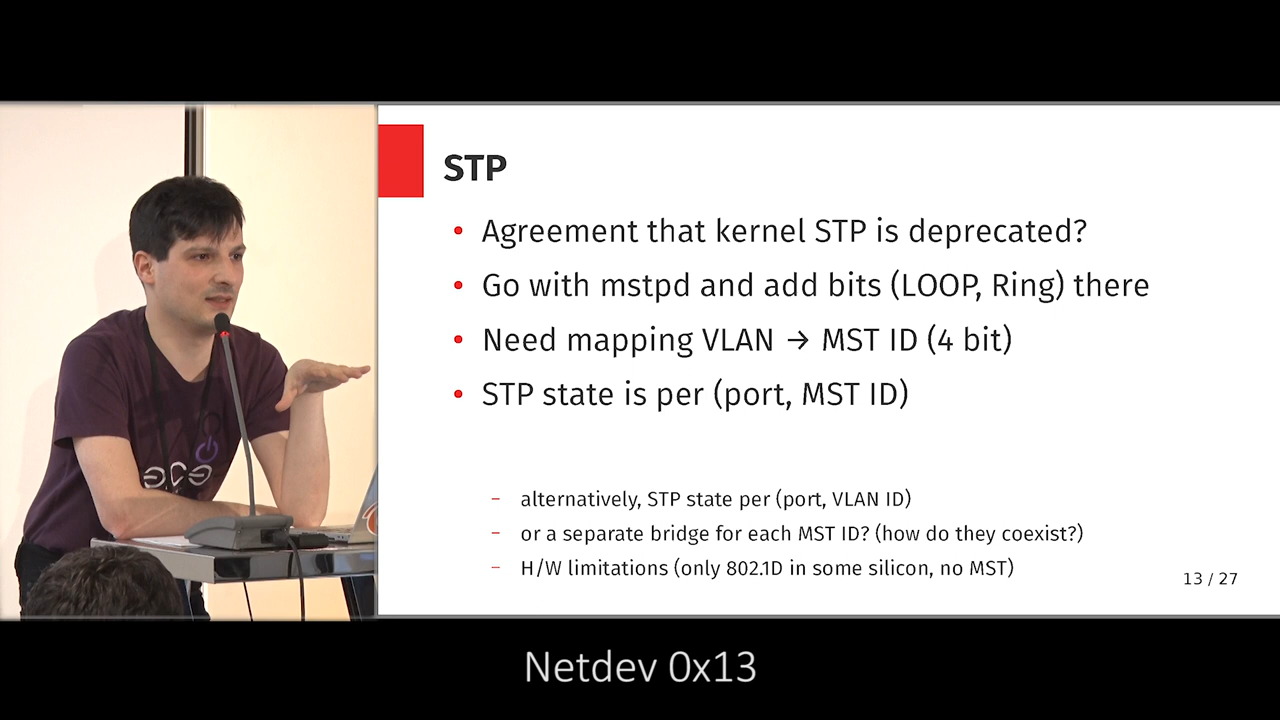 STP
• Agreement that kernel STP is deprecated?
• Go with mstpd and add bits (LOOP, Ring) there
• Need mapping VLAN → MST ID (4 bit)
• STP state is per (port, MST ID)
– alternatively, STP state per (port, VLAN ID)
– or a separate bridge for each MST ID? (how do they coexist?)
– H/W limitations (only 802.1D in some silicon, no MST)
13 / 27
Netdev 0x13